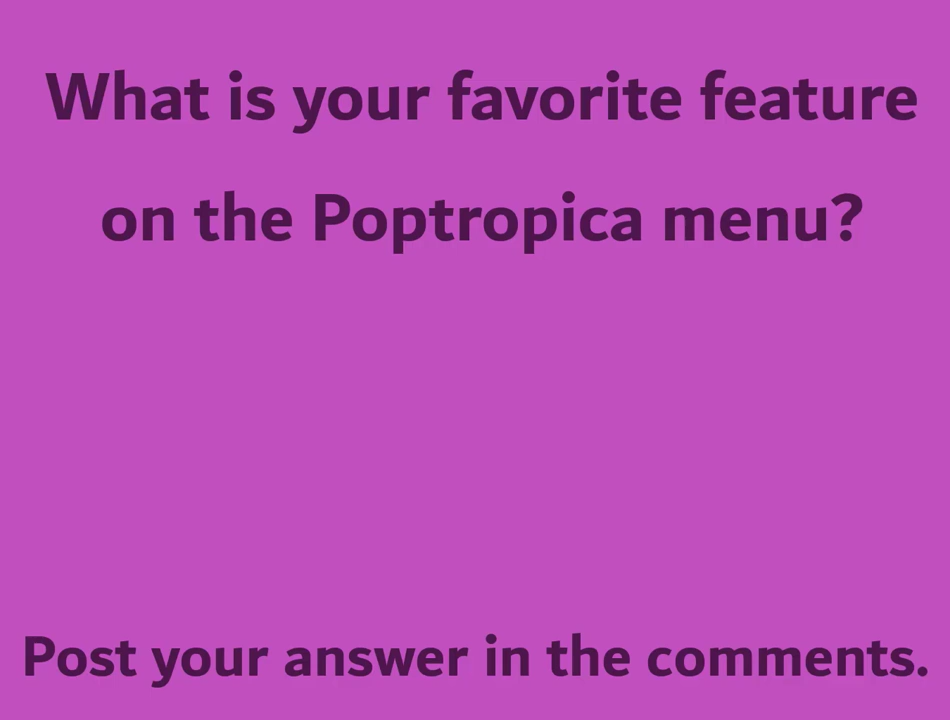 What is your favorite feature
on the Poptropica menu?
Post your answer in the comments.